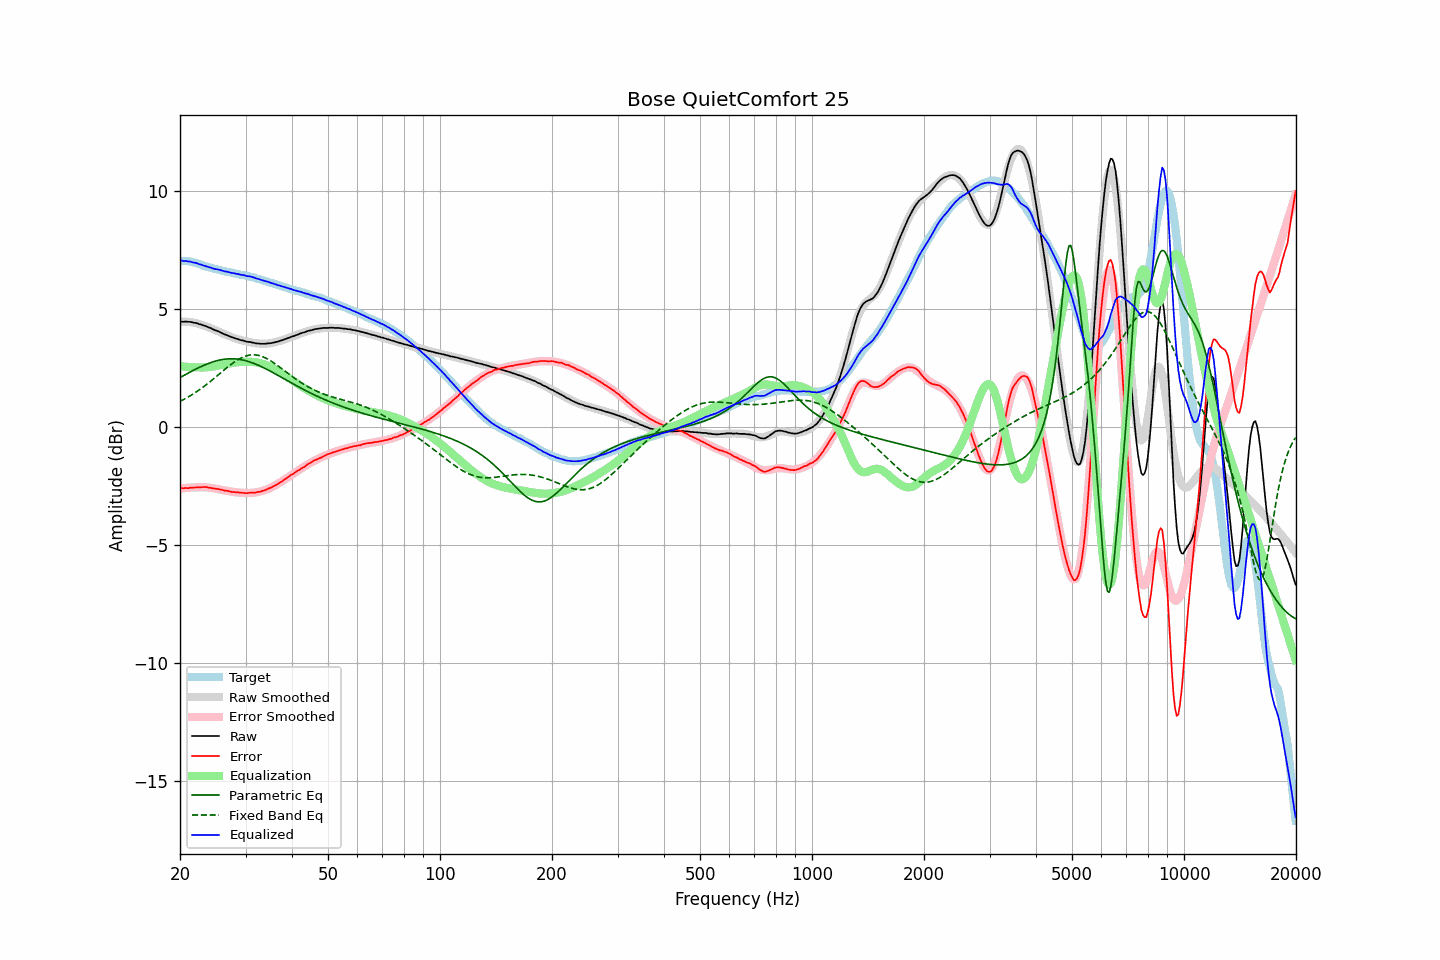 Bose QuietComfort 25
Amplitude (dBr)
10
5
0
−5
−10
−15
Target
Raw Smoothed
Error Smoothed
Raw
Error
Equalization
Parametric Eq
Fixed Band Eq
Equalized
20 50 100 200 500 1000 2000 5000 10000 20000
Frequency (Hz)